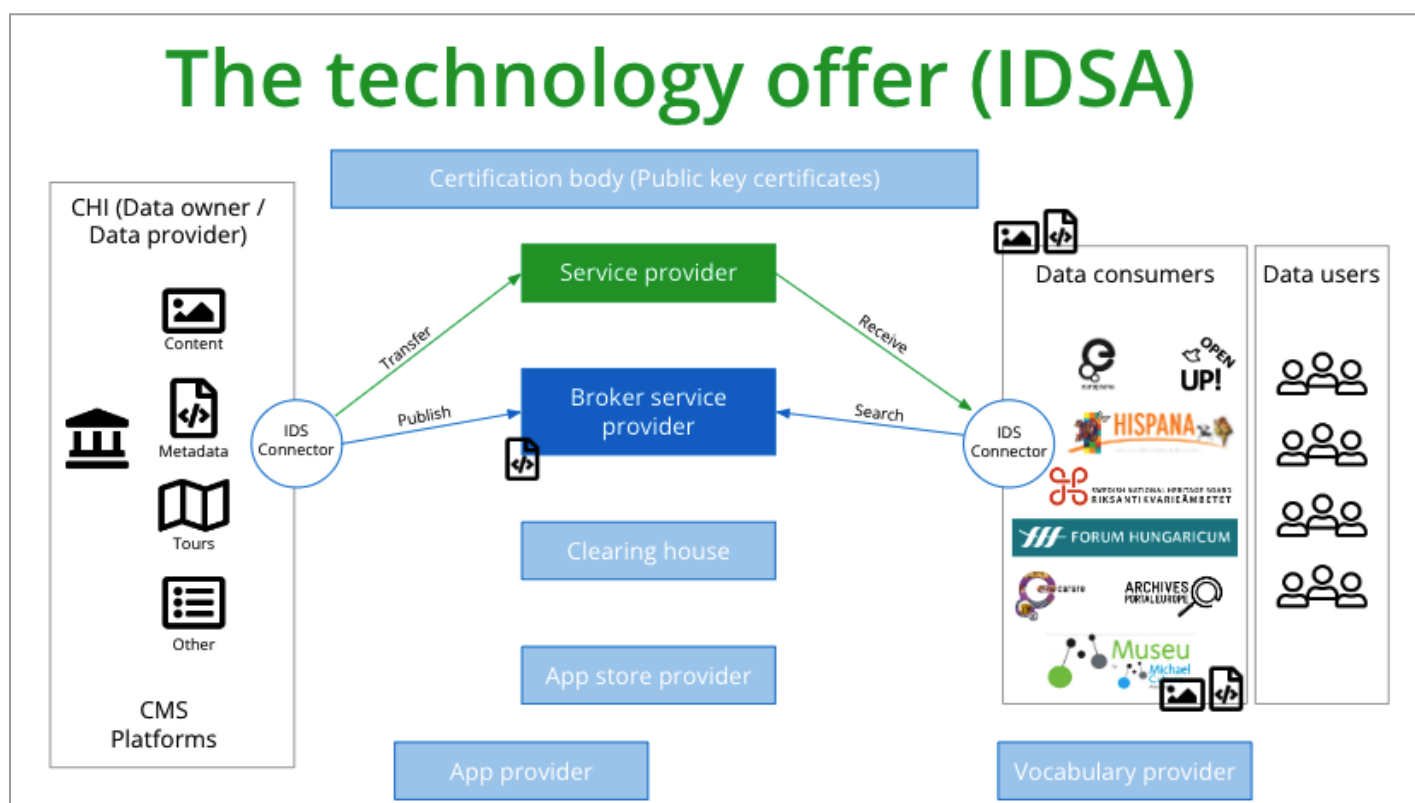 The technology offer (IDSA)
Certification body (Public key certificates)
CHI (Data owner /
Data provider)
Content
Metadata
Tours
Other
CMS
Platforms
IDS
Connector
Transfer
Publish
Service provider
Broker service
provider
Clearing house
App store provider
App provider
Receive
Search
IDS
Connector
Data consumers
europeana
OPEN
UP!
HISPANA
SWEDISH NATIONAL HERITAGE BOARD
RIKSANTIKVARIEÄMBETET
FORUM HUNGARICUM
carare
ARCHIVES
PORTAL EUROPE
Museu
Michael
Vocabulary provider
Data users